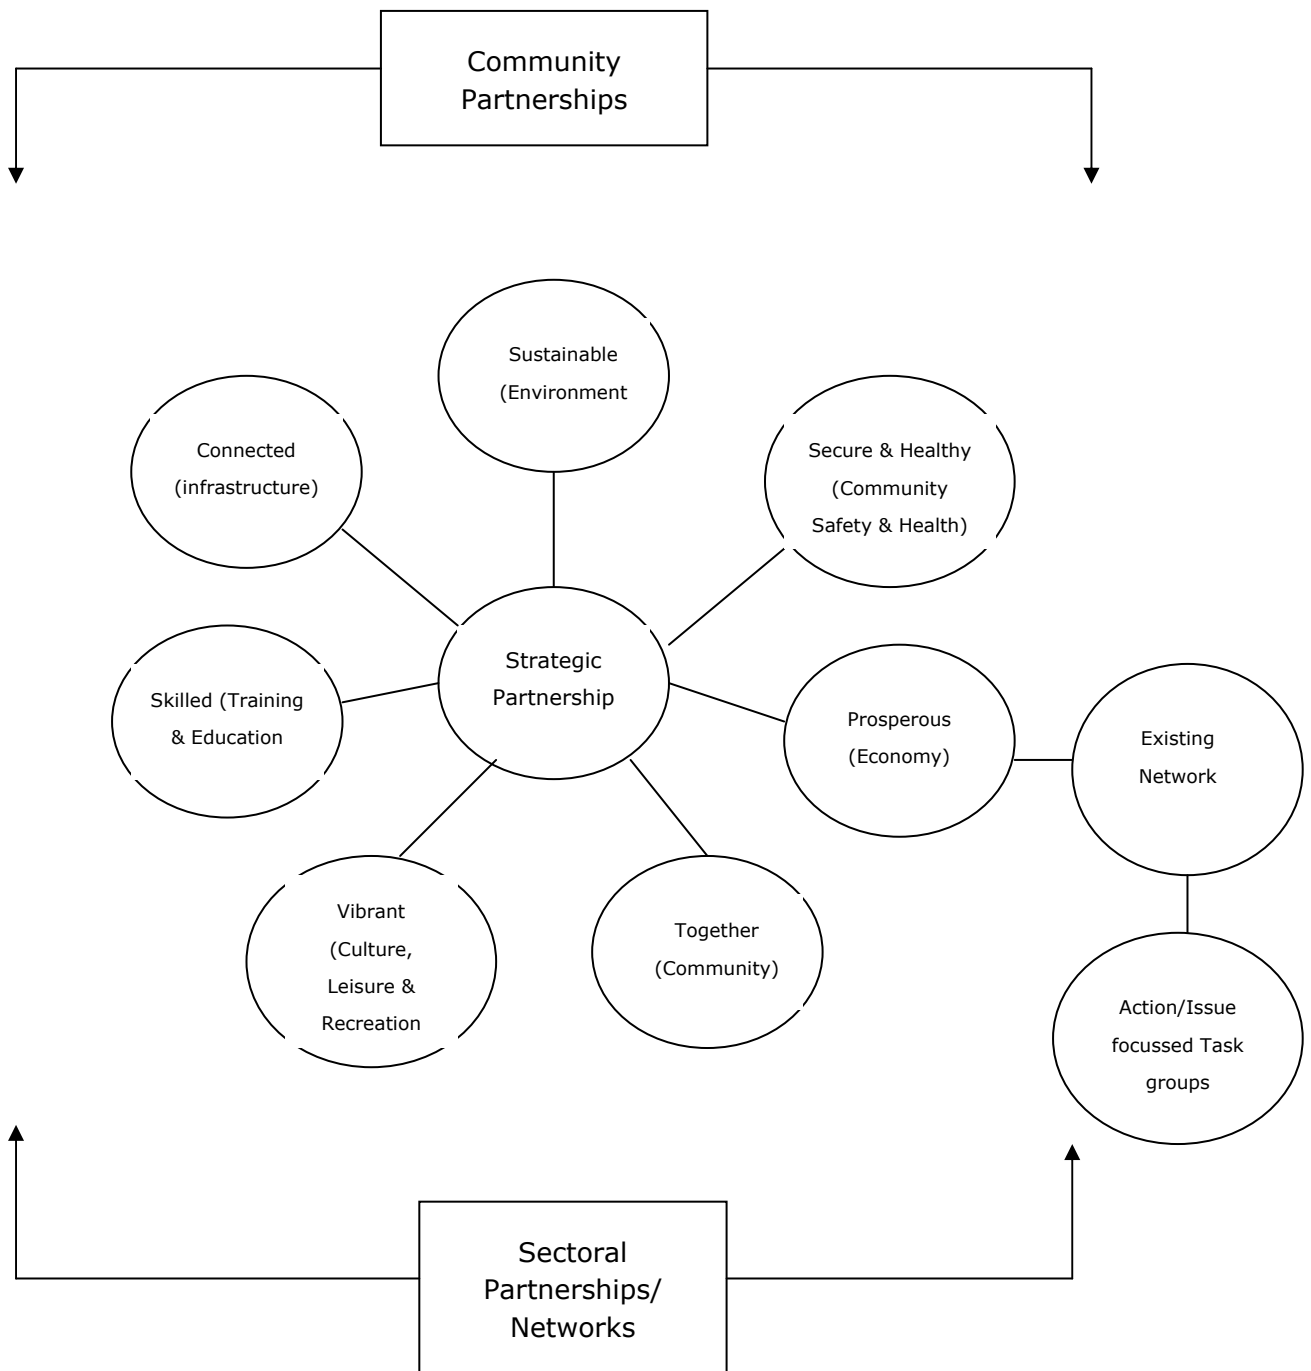 Community
Partnerships
Sustainable
(Environment
Connected
(infrastructure)
Secure & Healthy
(Community
Safety & Health)
Strategic
Partnership
Skilled (Training
& Education
Prosperous
(Economy)
Existing
Network
Vibrant
(Culture,
Leisure &
Recreation
Together
(Community)
Action/Issue
focussed Task
groups
Sectoral
Partnerships/
Networks